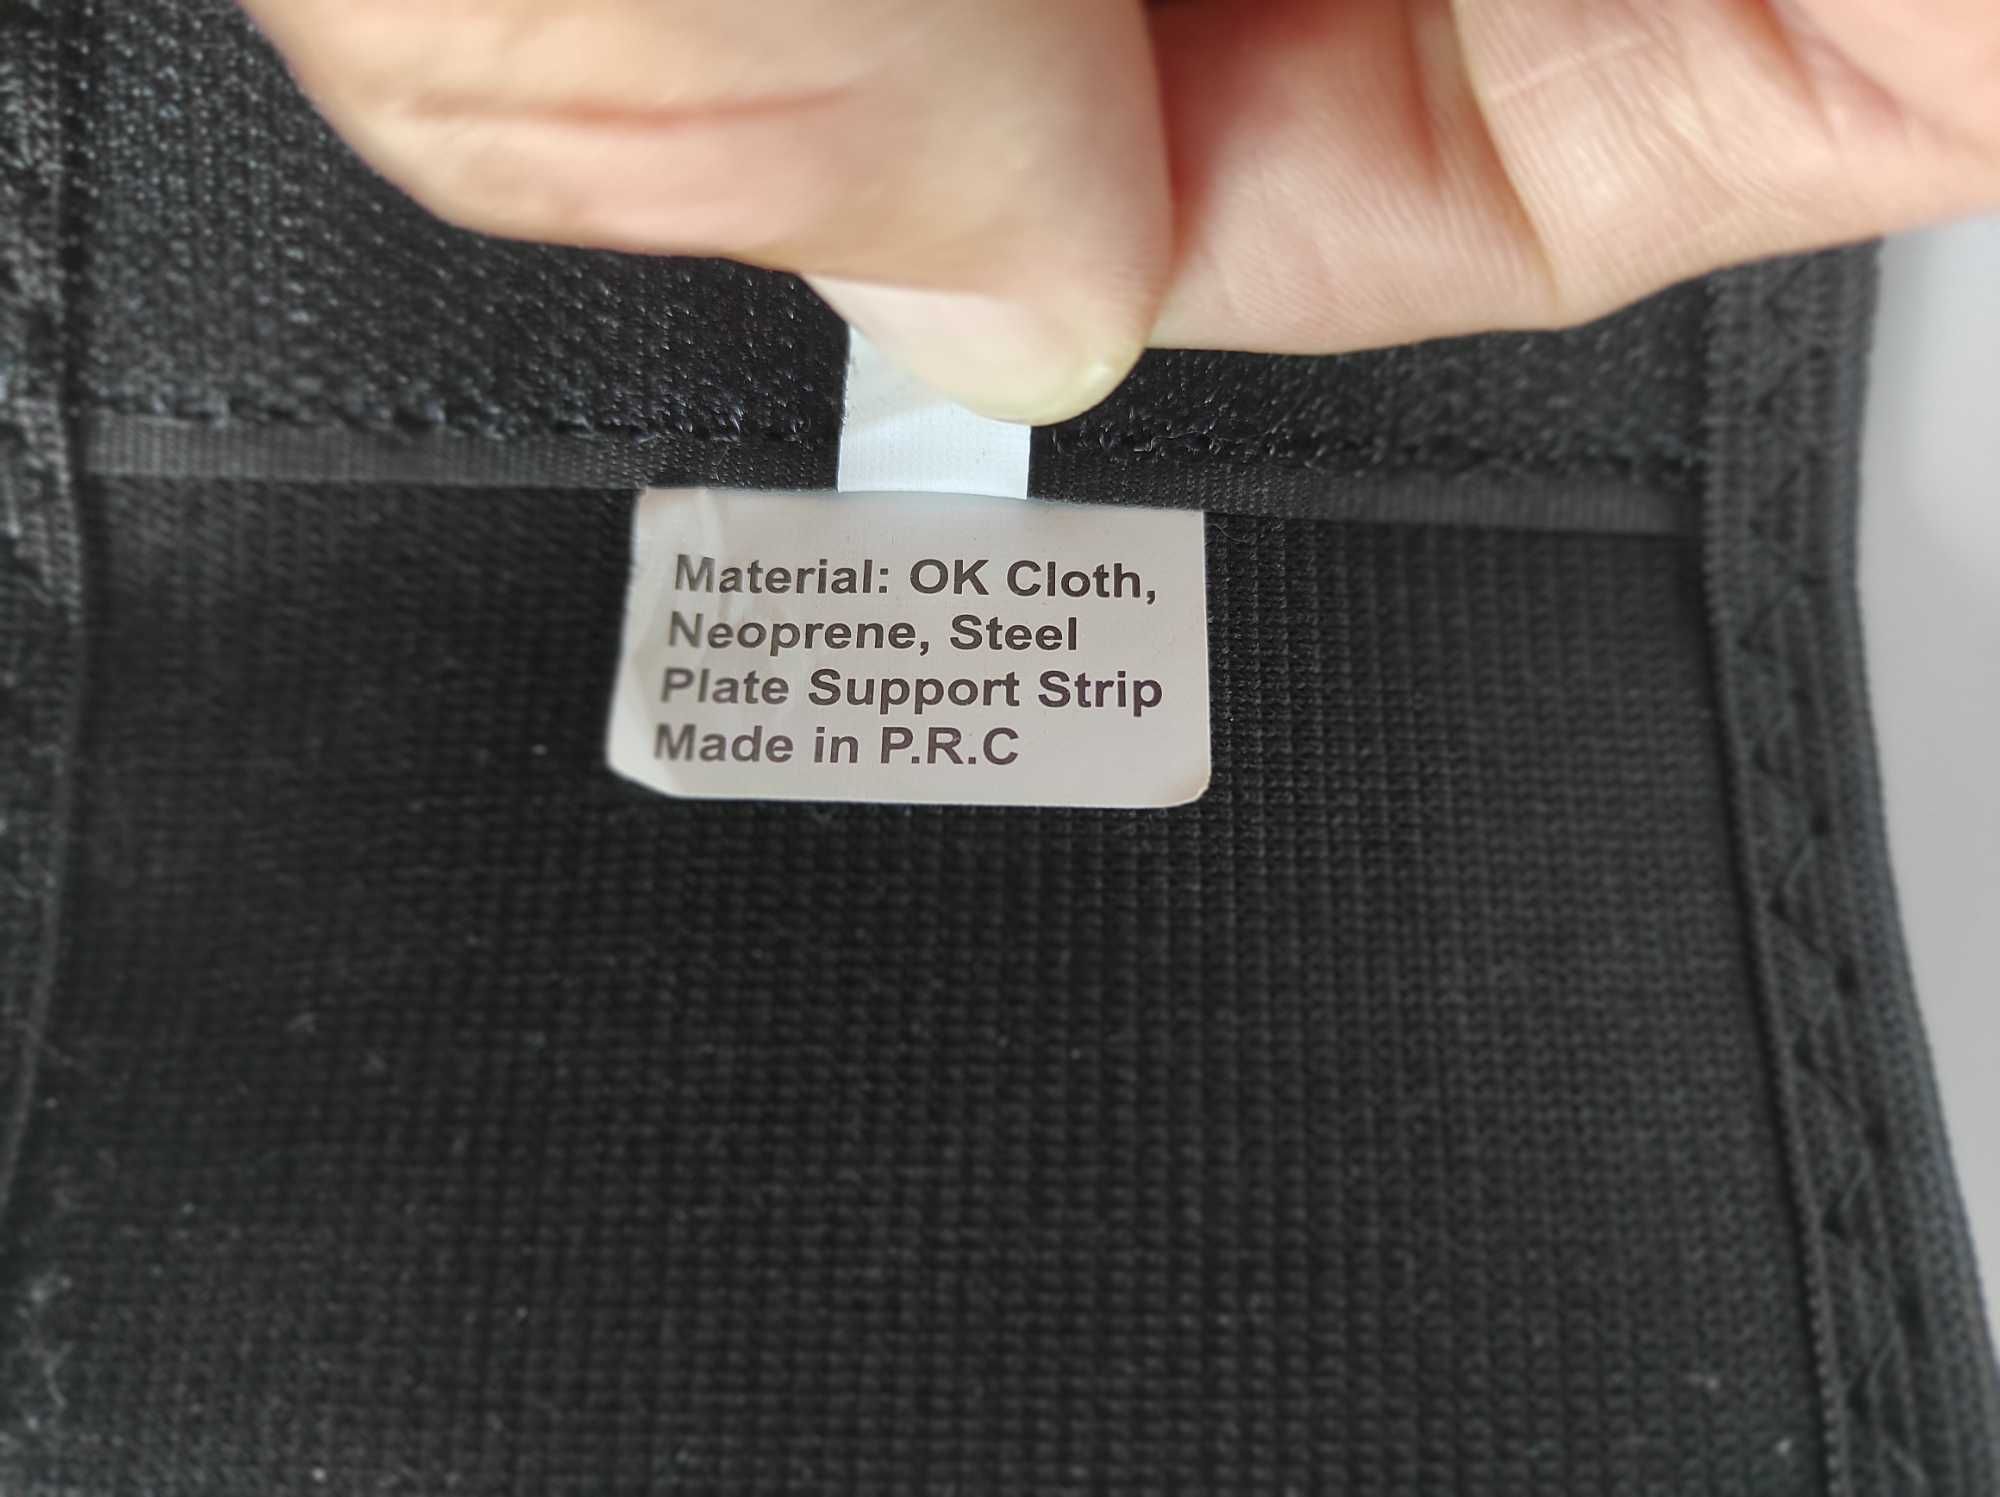 Material: OK Cloth,
Neoprene, Steel
Plate Support Strip
Made in P.R.C